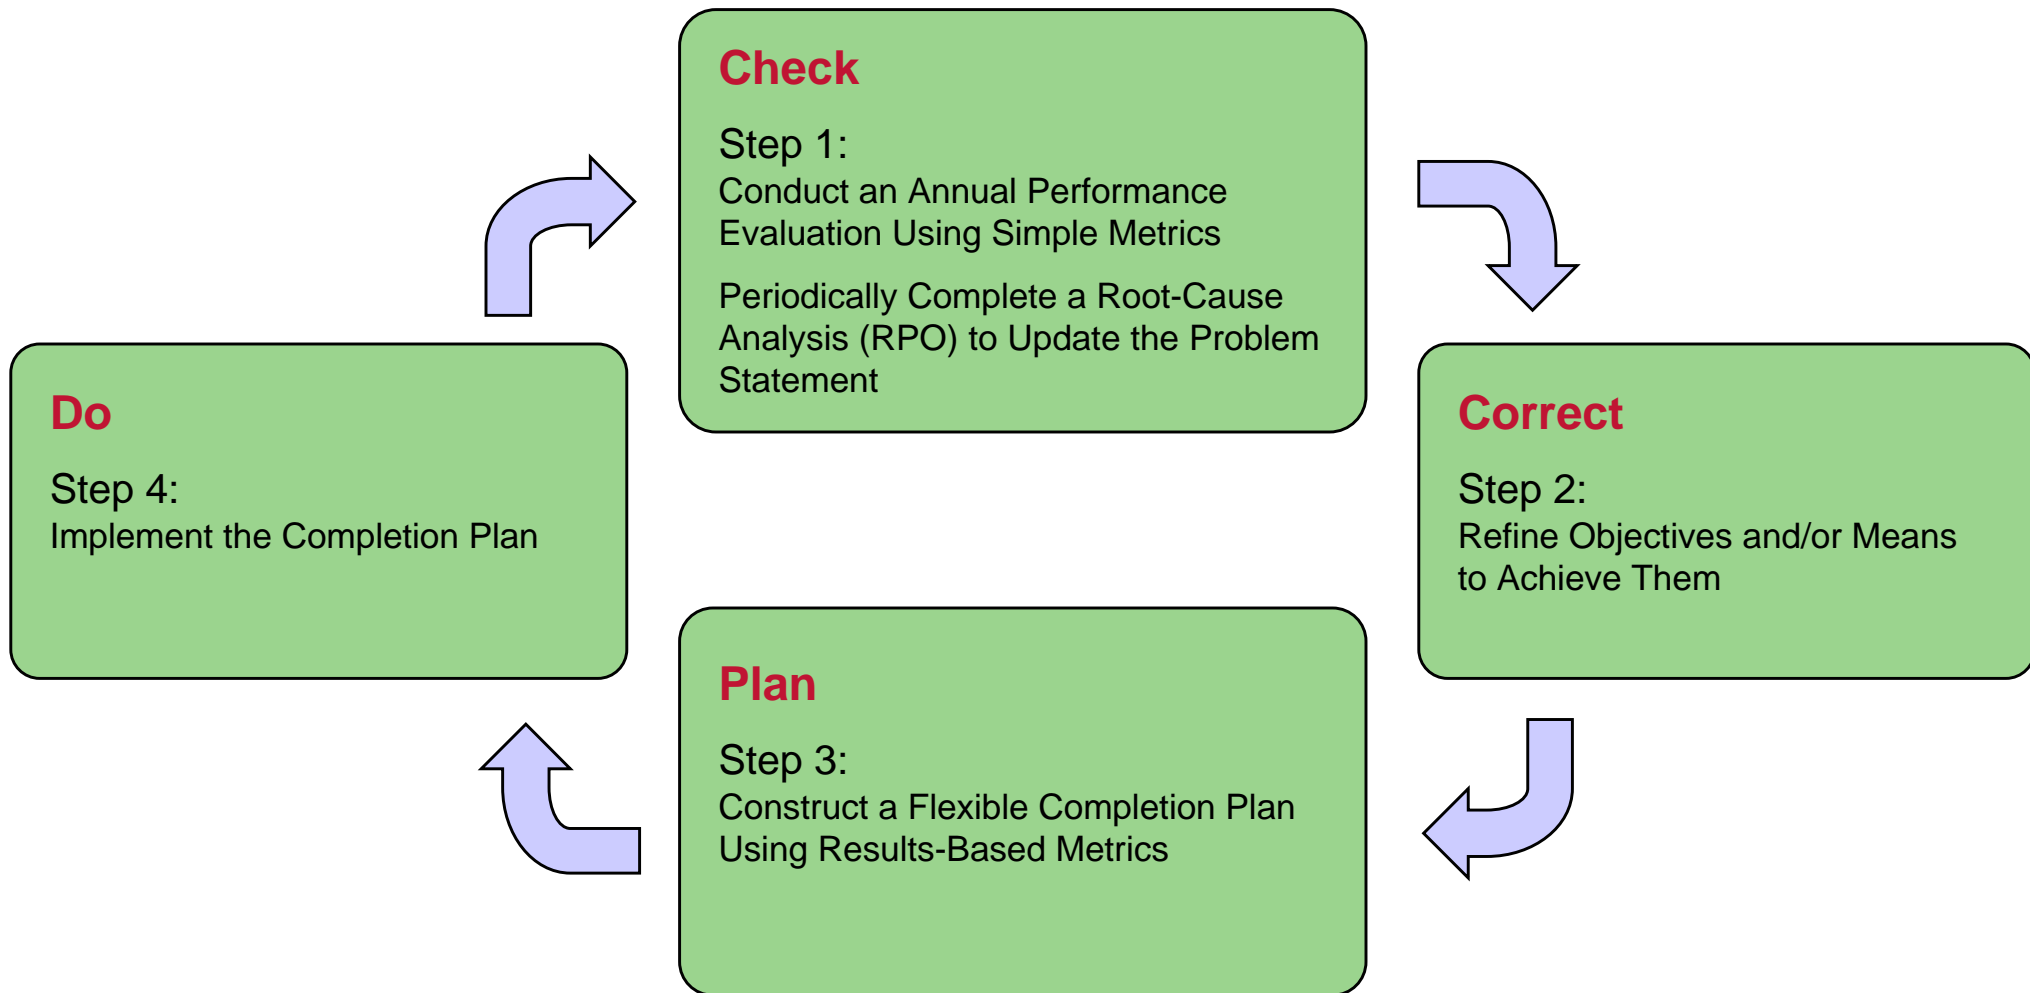 Check
Step 1:
Conduct an Annual Performance
Evaluation Using Simple Metrics
Periodically Complete a Root-Cause
Analysis (RPO) to Update the Problem
Statement
Correct
Step 2:
Refine Objectives and/or Means
to Achieve Them
Plan
Step 3:
Construct a Flexible Completion Plan
Using Results-Based Metrics
Do
Step 4:
Implement the Completion Plan